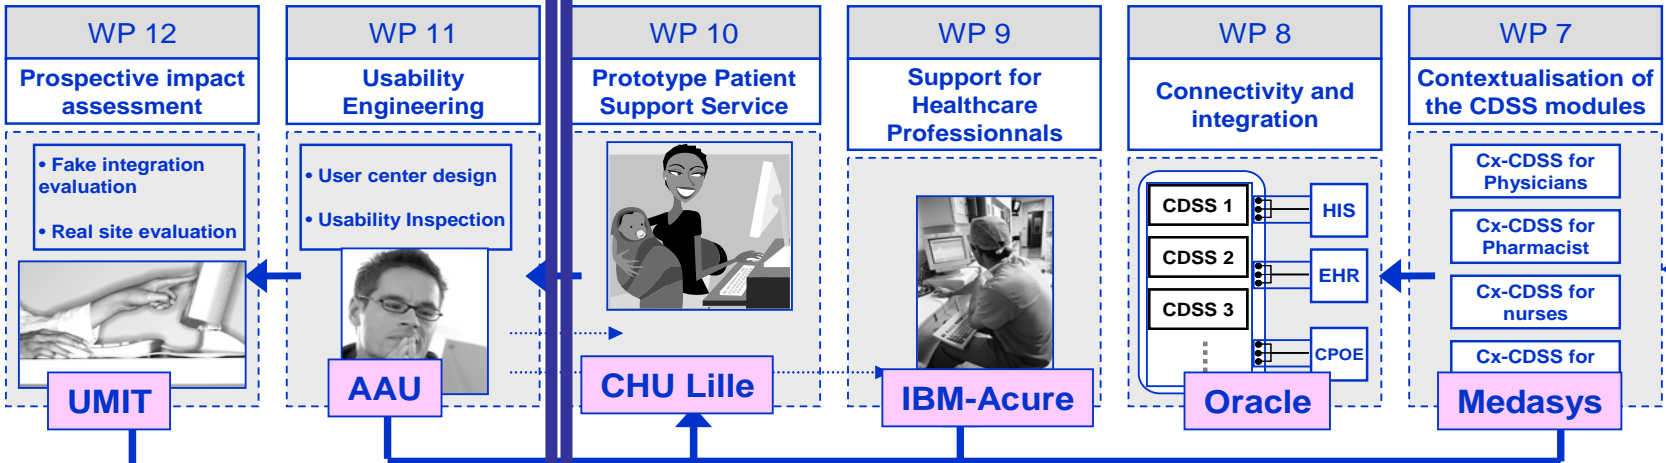 WP 12
Prospective impact
assessment
• Fake integration
evaluation
• Real site evaluation
UMIT
WP 11
Usability
Engineering
• User center design
• Usability Inspection
AAU
WP 10
Prototype Patient
Support Service
CHU Lille
WP 9
Support for
Healthcare
Professionnals
IBM-Acure
WP 8
Connectivity and
integration
CDSS 1
HIS
CDSS 2
EHR
CDSS 3
CPOE
Oracle
WP 7
Contextualisation of
the CDSS modules
Cx-CDSS for
Physicians
Cx-CDSS for
Pharmacist
Cx-CDSS for
nurses
Cx-CDSS for
Medasys